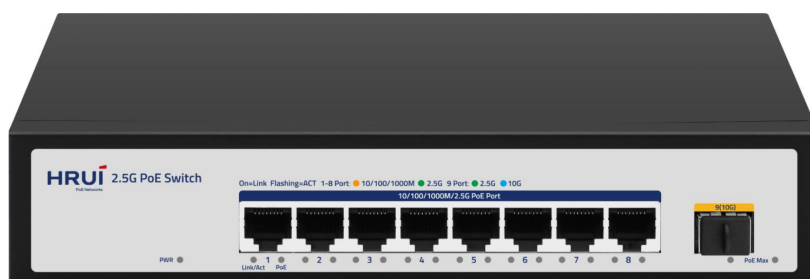 HRUI 2.5G PoE Switch
PoE Networks
On=Link Flashing=ACT 1-8 Port: 10/100/1000M 2.5G 9 Port: 2.5G 10G
10/100/1000M/2.5G PoE Port
9(10G)
PWR 1 2 3 4 5 6 7 8 PoE Max
Link/Act PoE